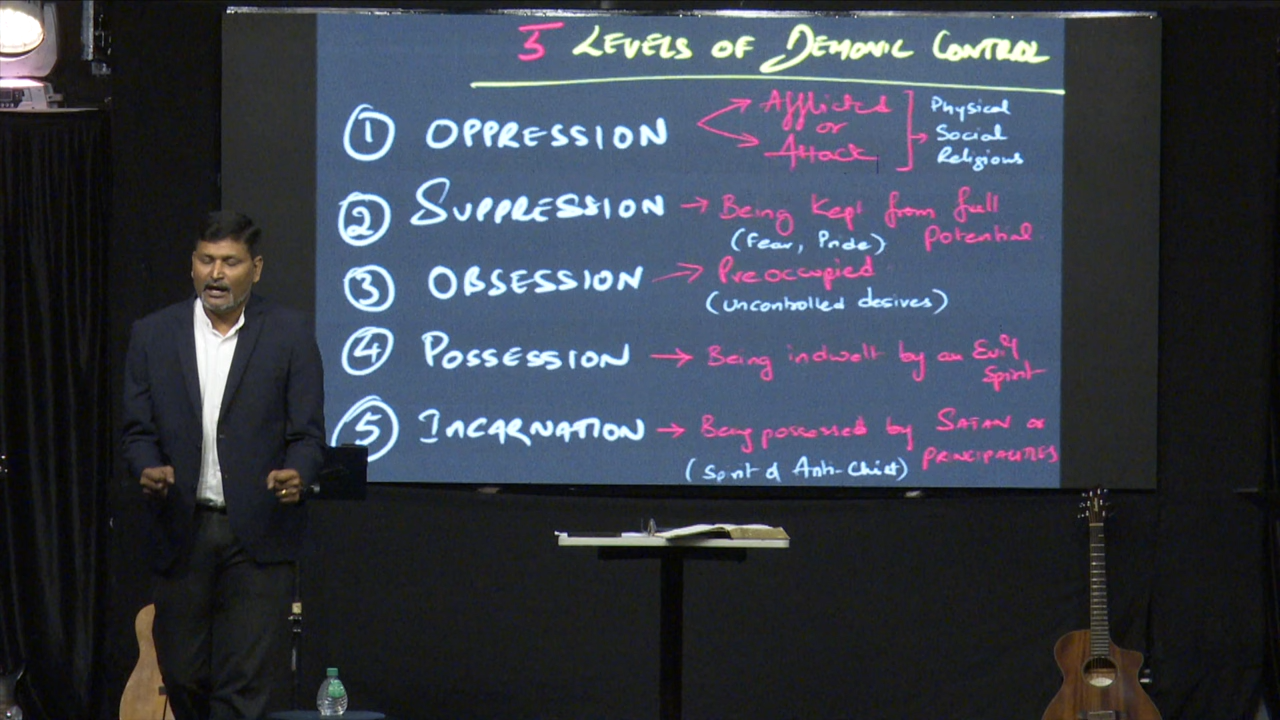 5 LEVELS OF DEMONIC CONTROL
① OPPRESSION → Afflicted or Attack → Physical Social Religious
② SUPPRESSION → Being kept from full potential
(Fear, Pride)
③ OBSESSION → Preoccupied
(uncontrolled desires)
④ POSSESSION → Being indwelt by an Evil Spirit
⑤ INCARNATION → Being possessed by SATAN or PRINCIPALITIES
(Spirit of Anti-Christ)